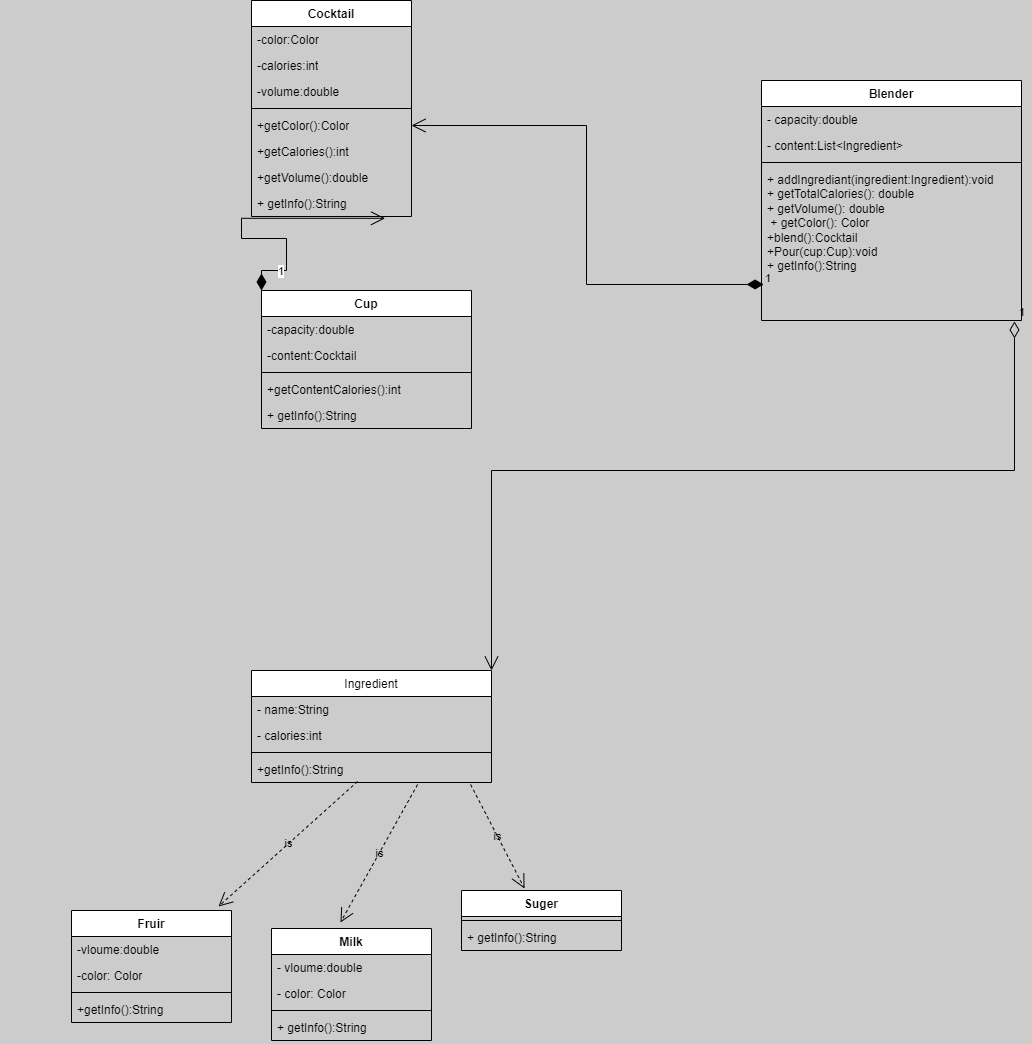 Cocktail
-color:Color
-calories:int
-volume:double
+getColor():Color
+getCalories():int
+getVolume():double
+ getInfo():String
Blender
- capacity:double
- content:List<Ingredient>
+ addIngrediant(ingredient:Ingredient):void
+ getTotalCalories(): double
+ getVolume(): double
+ getColor(): Color
+blend():Cocktail
+Pour(cup:Cup):void
+ getInfo():String
1
1
1
Cup
-capacity:double
-content:Cocktail
+getContentCalories():int
+ getInfo():String
Ingredient
- name:String
- calories:int
+getInfo():String
is
is
is
Fruir
-vloume:double
-color: Color
+getInfo():String
Milk
- vloume:double
- color: Color
+ getInfo():String
Suger
+ getInfo():String